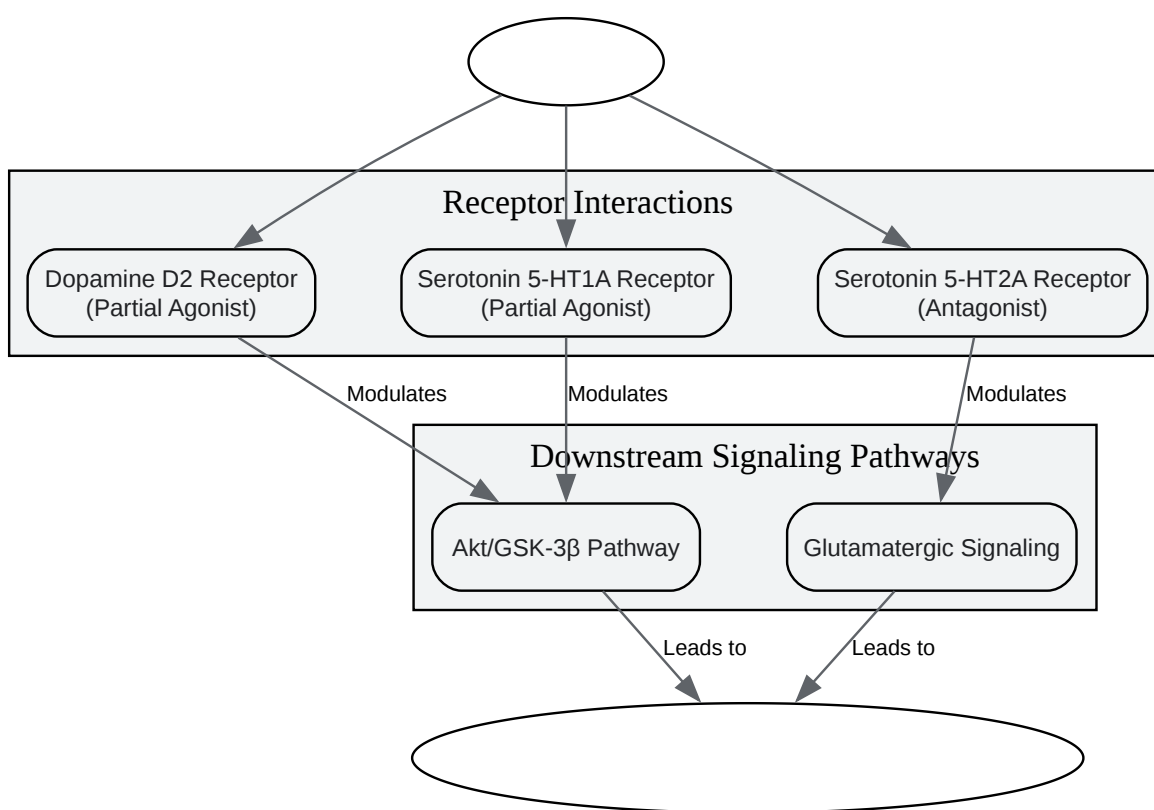 Receptor Interactions
Dopamine D2 Receptor
(Partial Agonist)
Serotonin 5-HT1A Receptor
(Partial Agonist)
Serotonin 5-HT2A Receptor
(Antagonist)
Modulates
Modulates
Modulates
Downstream Signaling Pathways
Akt/GSK-3β Pathway
Glutamatergic Signaling
Leads to
Leads to